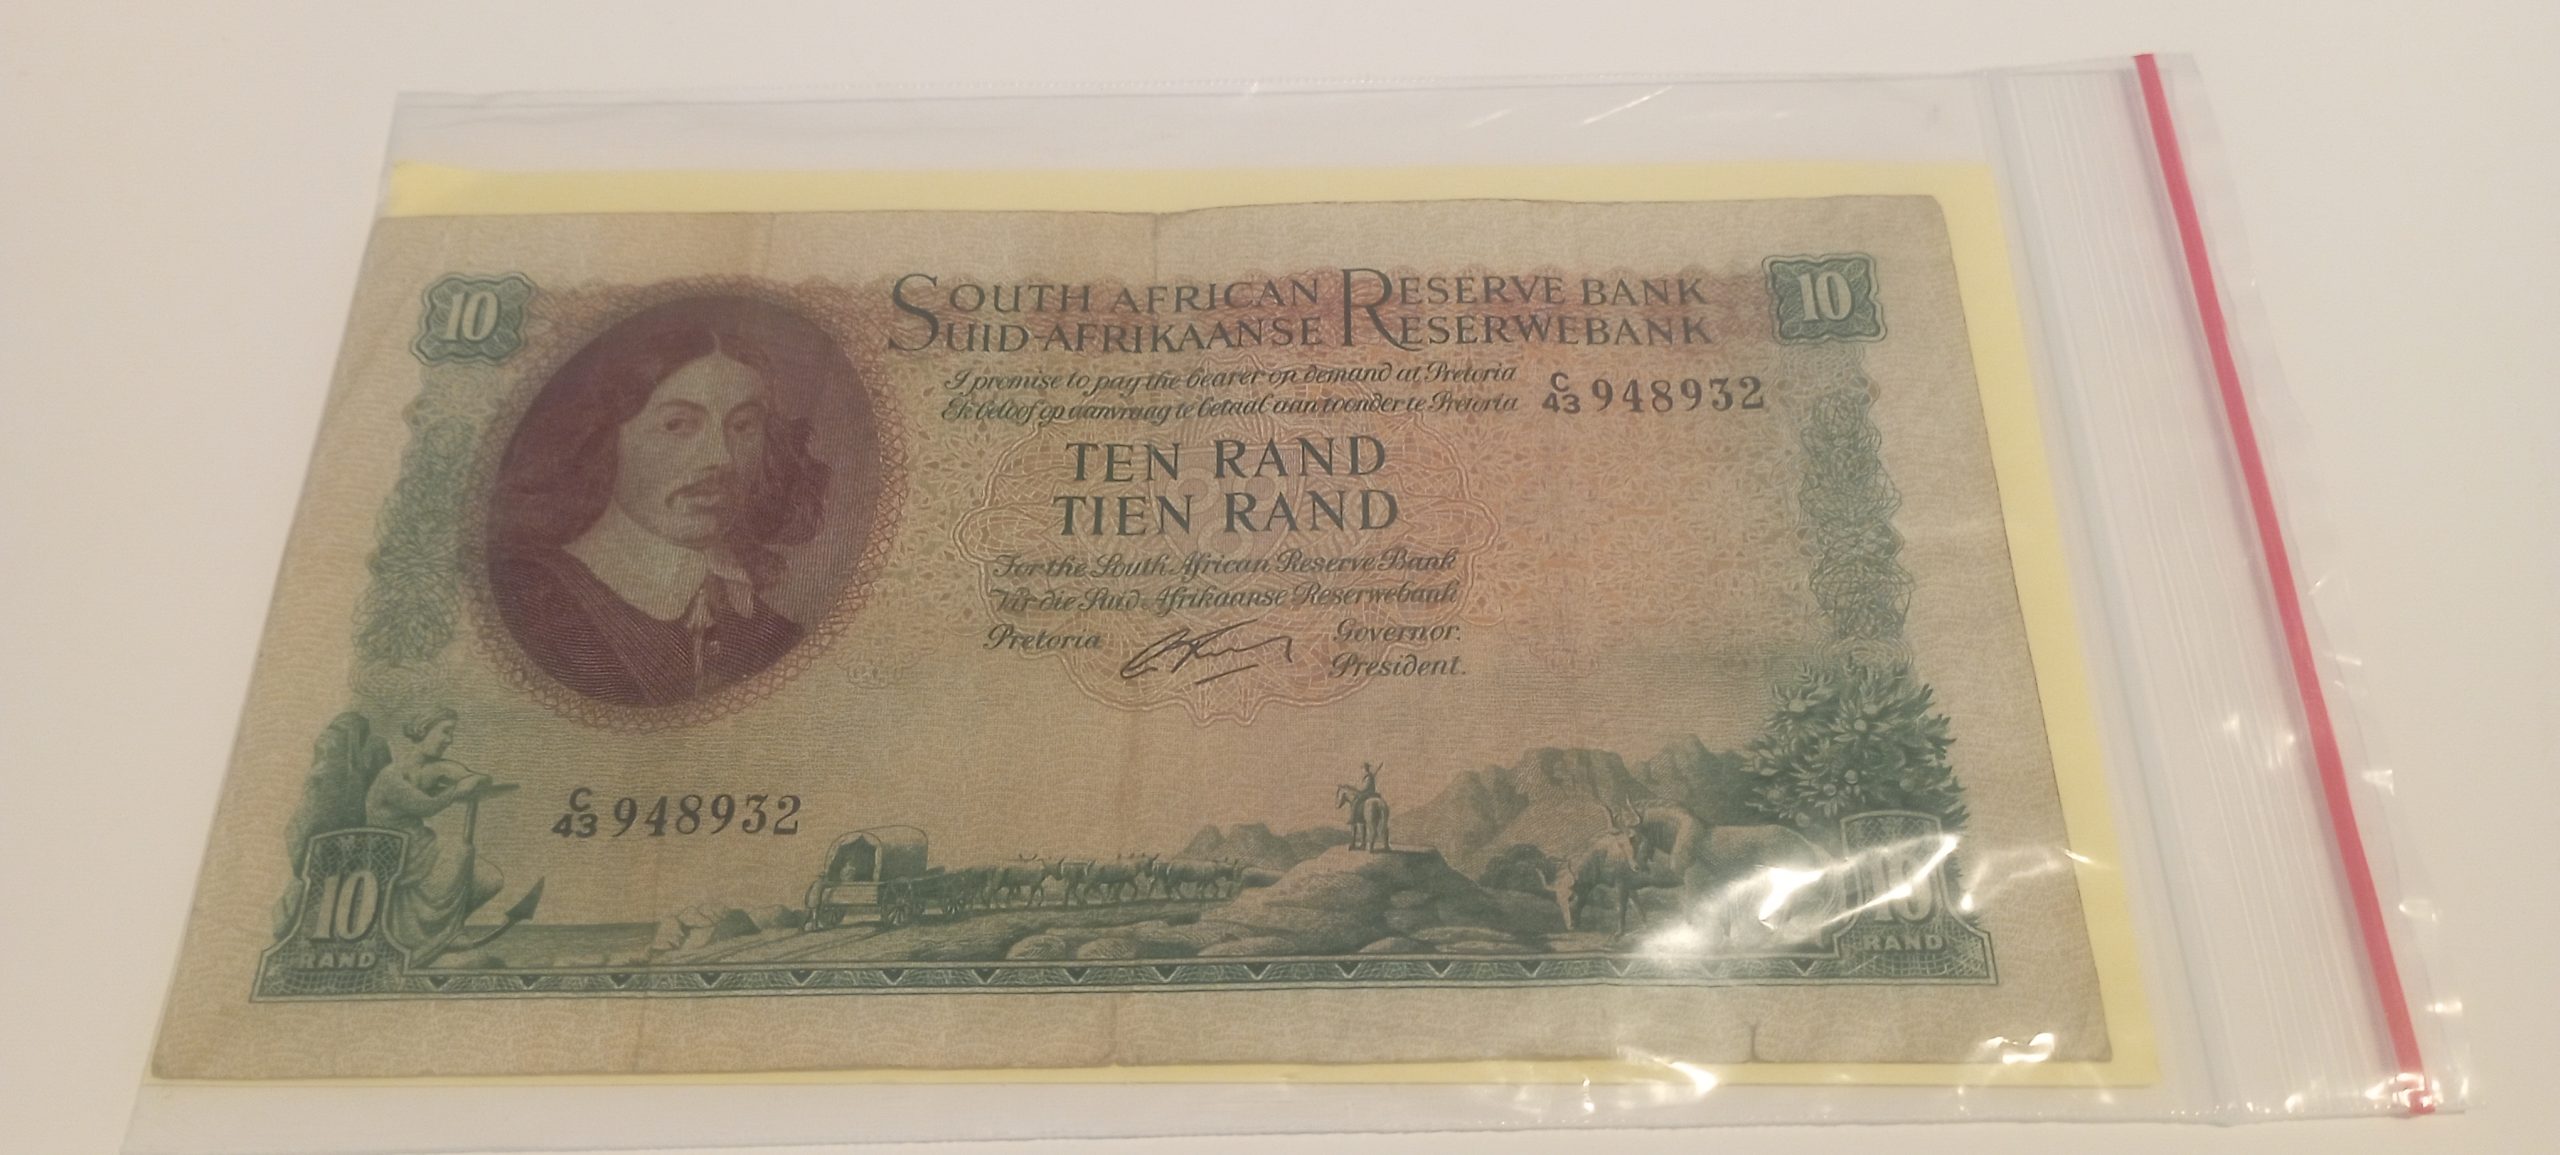 10
SOUTH AFRICAN RESERVE BANK
SUID-AFRIKAANSE RESERWEBANK
10
I promise to pay the bearer on demand at Pretoria
Ek beloof op aanvraag te betaal aan toonder te Pretoria
C/43 948932
TEN RAND
TIEN RAND
For the South African Reserve Bank
Vir die Suid-Afrikaanse Reserwebank
Pretoria
Governor.
President.
C/43 948932
10
RAND
10
RAND